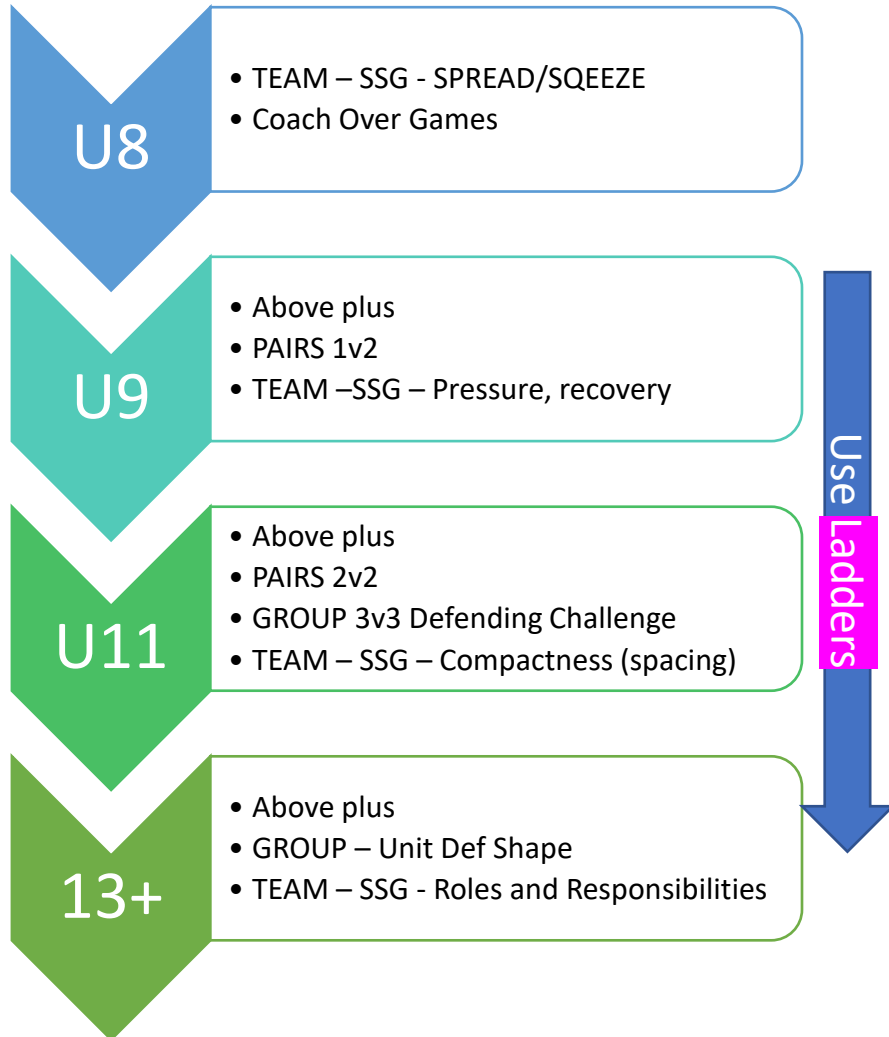 U8
• TEAM – SSG - SPREAD/SQEEZE
• Coach Over Games
U9
• Above plus
• PAIRS 1v2
• TEAM –SSG – Pressure, recovery
U11
• Above plus
• PAIRS 2v2
• GROUP 3v3 Defending Challenge
• TEAM – SSG – Compactness (spacing)
13+
• Above plus
• GROUP – Unit Def Shape
• TEAM – SSG - Roles and Responsibilities
Use Ladders